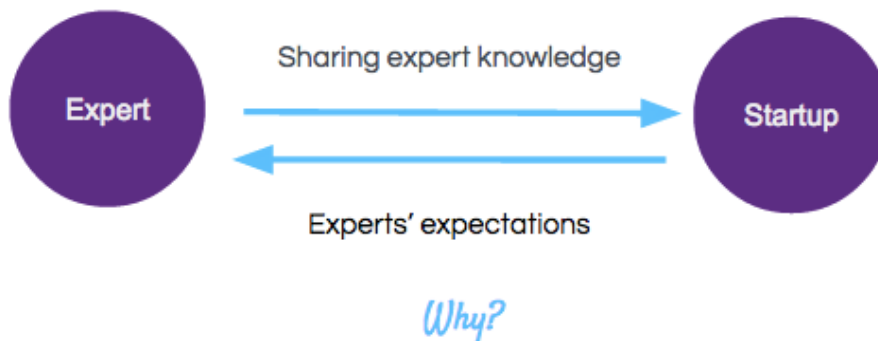 Sharing expert knowledge
Expert
Startup
Experts’ expectations
Why?